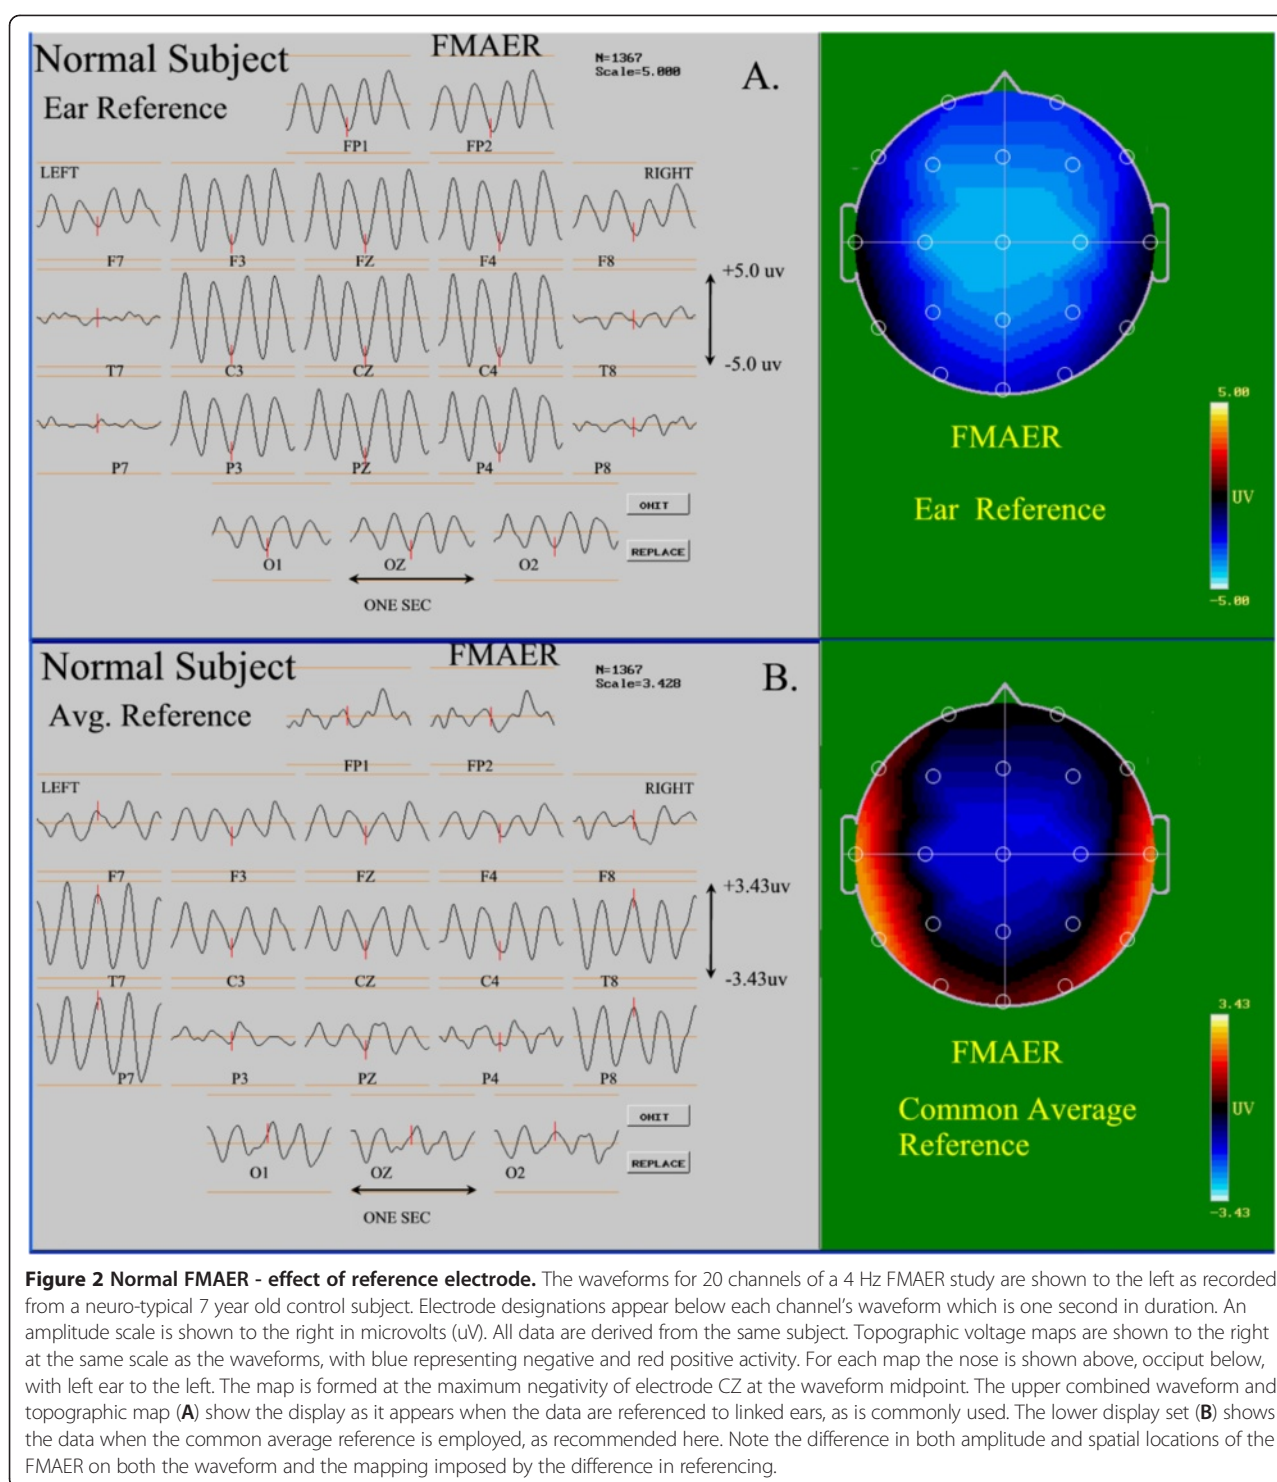 Normal Subject
FMAER
N=1367
Scale=5.000
A.
Ear Reference
FP1
FP2
LEFT
RIGHT
F7
F3
FZ
F4
F8
+5.0 uv
-5.0 uv
T7
C3
CZ
C4
T8
P7
P3
PZ
P4
P8
OMIT
REPLACE
O1
OZ
O2
ONE SEC
FMAER
Ear Reference
5.00
UV
-5.00
Normal Subject
FMAER
N=1367
Scale=3.428
B.
Avg. Reference
FP1
FP2
LEFT
RIGHT
F7
F3
FZ
F4
F8
+3.43uv
-3.43uv
T7
C3
CZ
C4
T8
P7
P3
PZ
P4
P8
OMIT
REPLACE
O1
OZ
O2
ONE SEC
FMAER
Common Average
Reference
3.43
UV
-3.43
Figure 2 Normal FMAER - effect of reference electrode. The waveforms for 20 channels of a 4 Hz FMAER study are shown to the left as recorded
from a neuro-typical 7 year old control subject. Electrode designations appear below each channel's waveform which is one second in duration. An
amplitude scale is shown to the right in microvolts (uV). All data are derived from the same subject. Topographic voltage maps are shown to the right
at the same scale as the waveforms, with blue representing negative and red positive activity. For each map the nose is shown above, occiput below,
with left ear to the left. The map is formed at the maximum negativity of electrode CZ at the waveform midpoint. The upper combined waveform and
topographic map (A) show the display as it appears when the data are referenced to linked ears, as is commonly used. The lower display set (B) shows
the data when the common average reference is employed, as recommended here. Note the difference in both amplitude and spatial locations of the
FMAER on both the waveform and the mapping imposed by the difference in referencing.